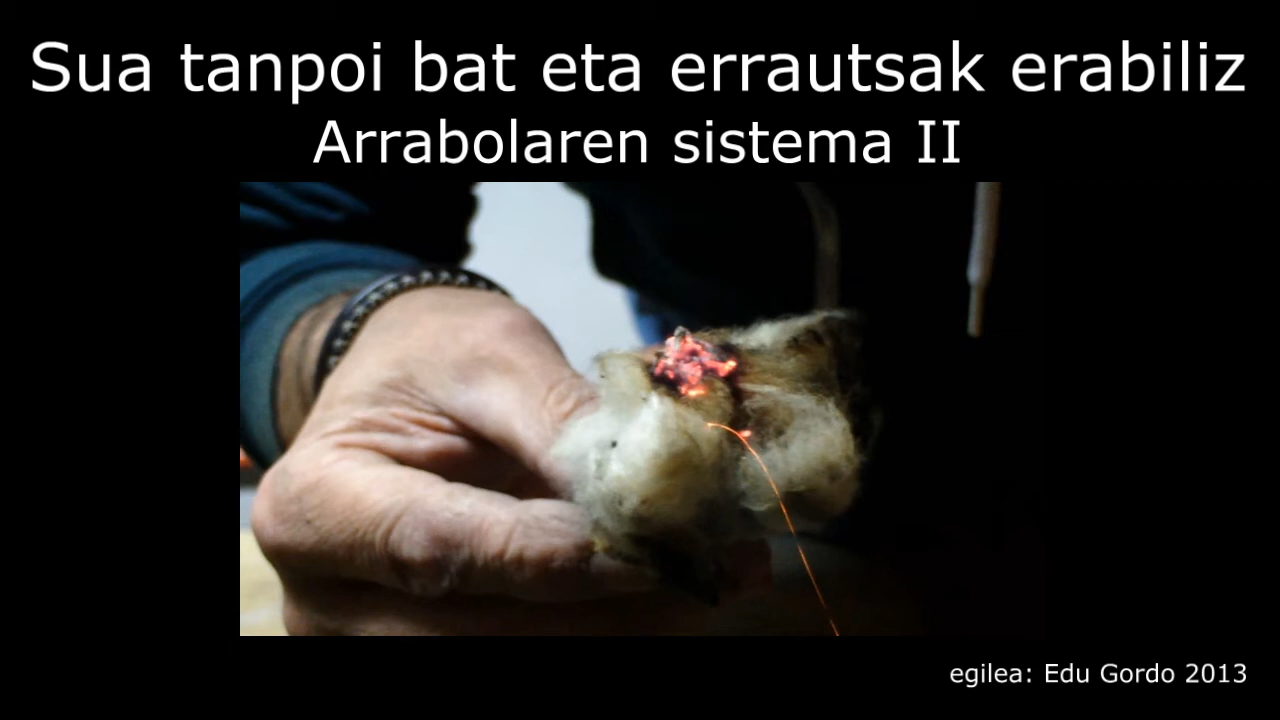 Sua tanpoi bat eta errautsak erabiliz
Arrabolaren sistema II
egilea: Edu Gordo 2013